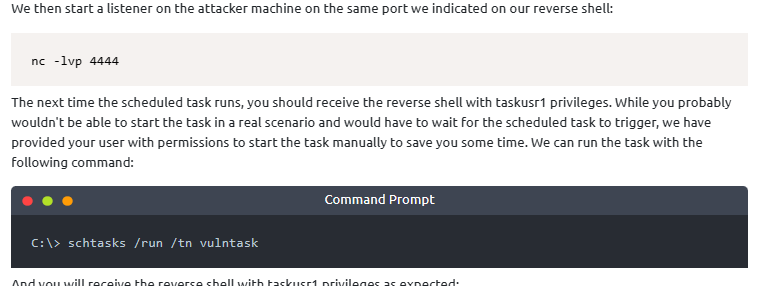 We then start a listener on the attacker machine on the same port we indicated on our reverse shell:
nc -lvp 4444
The next time the scheduled task runs, you should receive the reverse shell with taskusr1 privileges. While you probably
wouldn't be able to start the task in a real scenario and would have to wait for the scheduled task to trigger, we have
provided your user with permissions to start the task manually to save you some time. We can run the task with the
following command:
Command Prompt
C:\> schtasks /run /tn vulntask
And you will receive the reverse shell with taskusr1 privileges as expected: